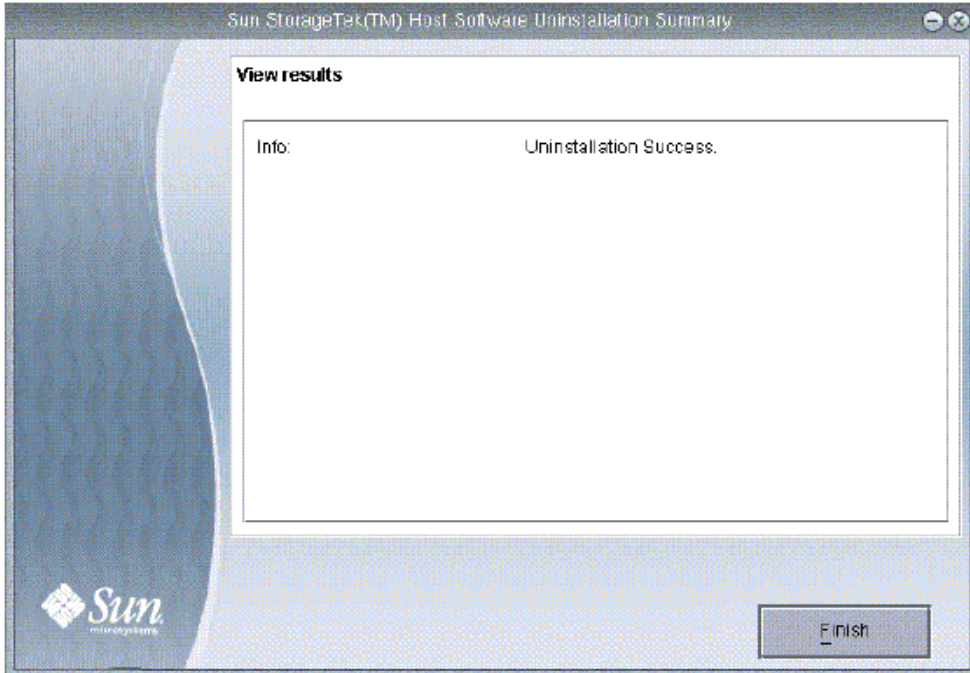 Sun StorageTek(TM) Host Software Uninstallation Summary
View results
Info: Uninstallation Success.
Sun
microsystems
Finish